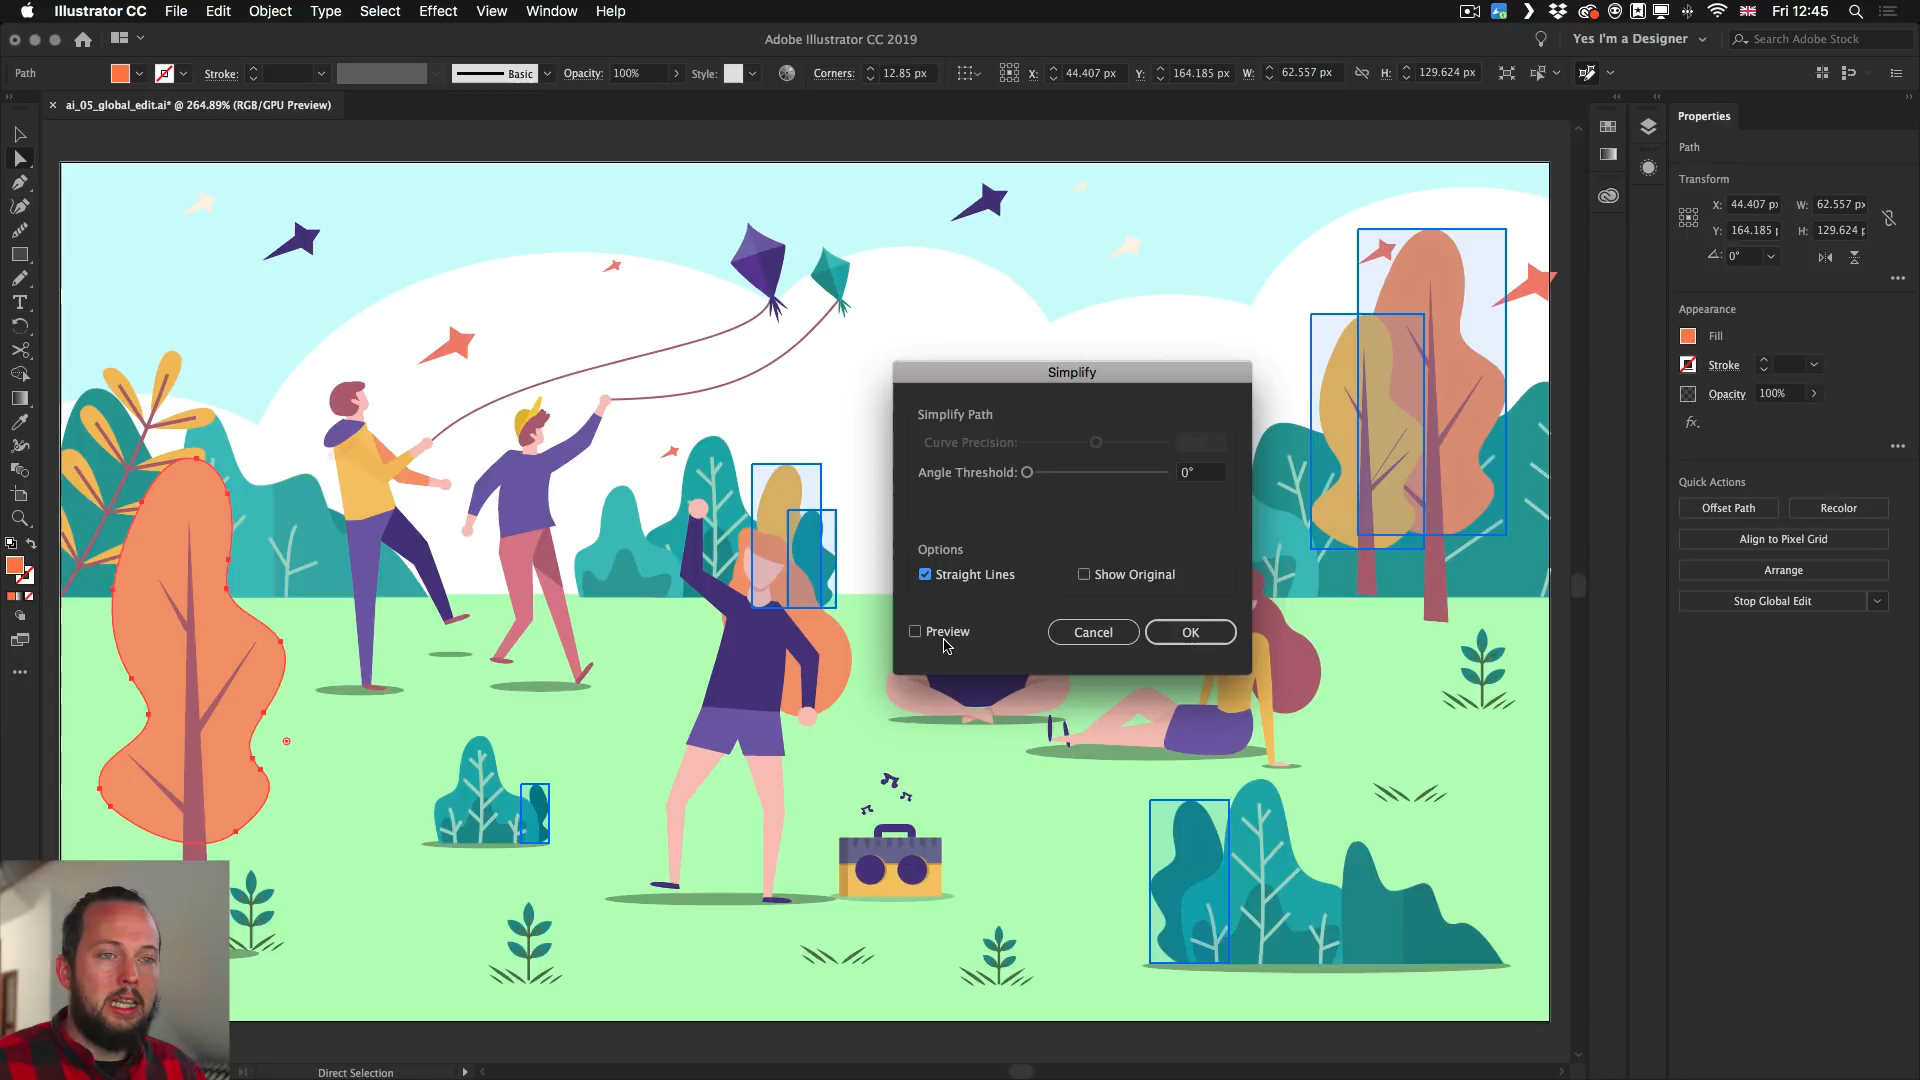 Illustrator CC File Edit Object Type Select Effect View Window Help Fri 12:45
Adobe Illustrator CC 2019 Yes I'm a Designer Search Adobe Stock
Path Stroke: Basic Opacity: 100% Style: Corners: 12.85 px X: 44.407 px Y: 164.185 px W: 62.557 px H: 129.624 px
ai_05_global_edit.ai* @ 264.89% (RGB/GPU Preview)
Properties
Path
Transform
X: 44.407 px W: 62.557 px
Y: 164.185 H: 129.624
0°
Appearance
Fill
Stroke
Opacity 100%
fx.
Quick Actions
Offset Path Recolor
Align to Pixel Grid
Arrange
Stop Global Edit
Simplify
Simplify Path
Curve Precision:
Angle Threshold: 0°
Options
Straight Lines Show Original
Preview Cancel OK
Direct Selection